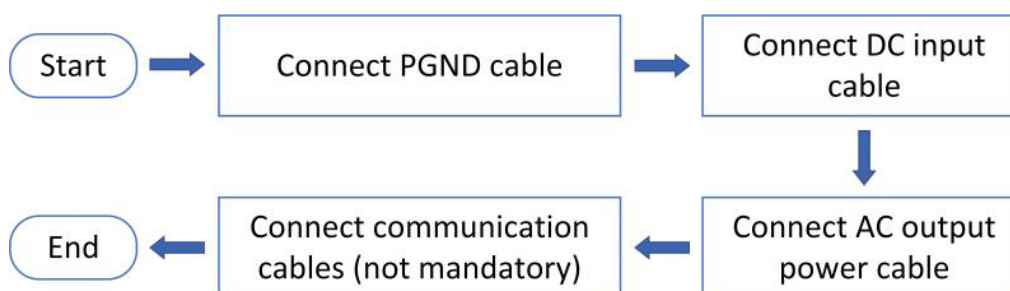 Start
Connect PGND cable
Connect DC input
cable
Connect AC output
power cable
Connect communication
cables (not mandatory)
End